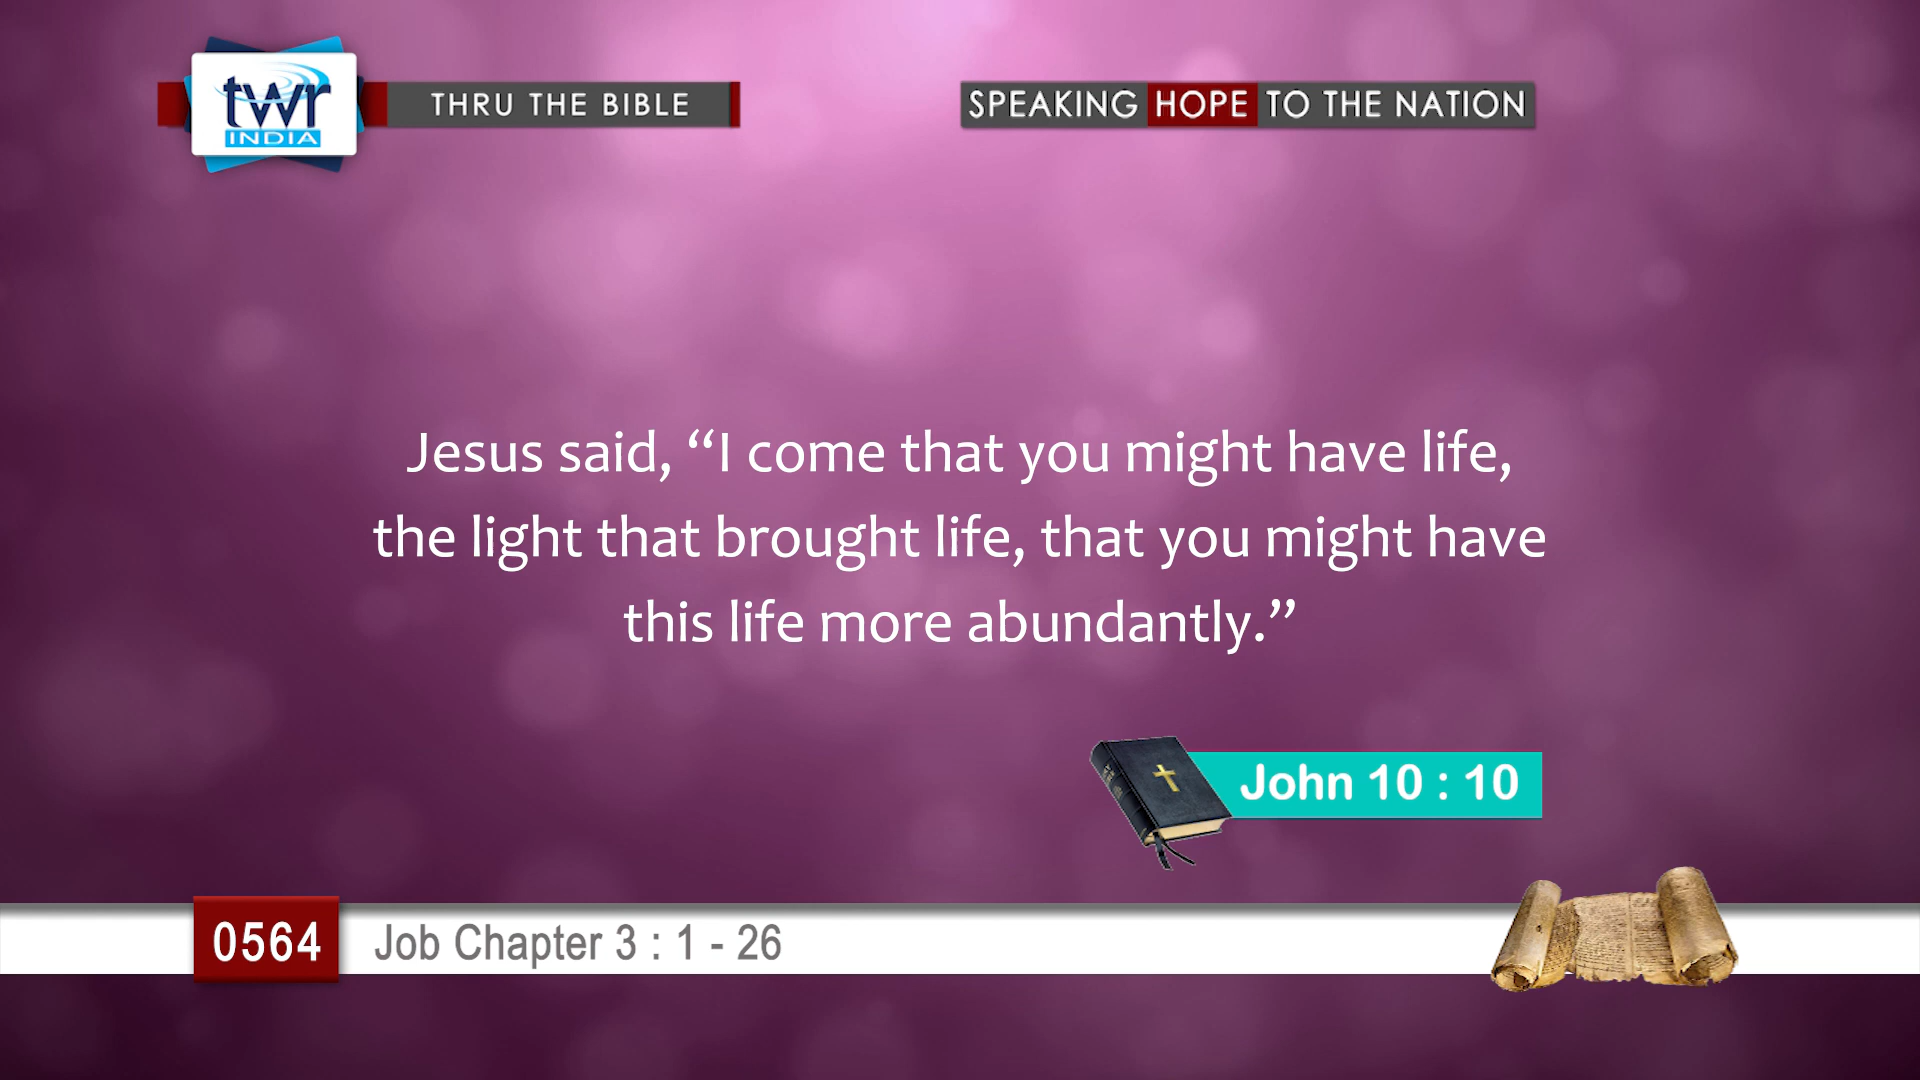 twr
INDIA
THRU THE BIBLE
SPEAKING HOPE TO THE NATION
Jesus said, “I come that you might have life,
the light that brought life, that you might have
this life more abundantly.”
John 10 : 10
0564
Job Chapter 3 : 1 - 26